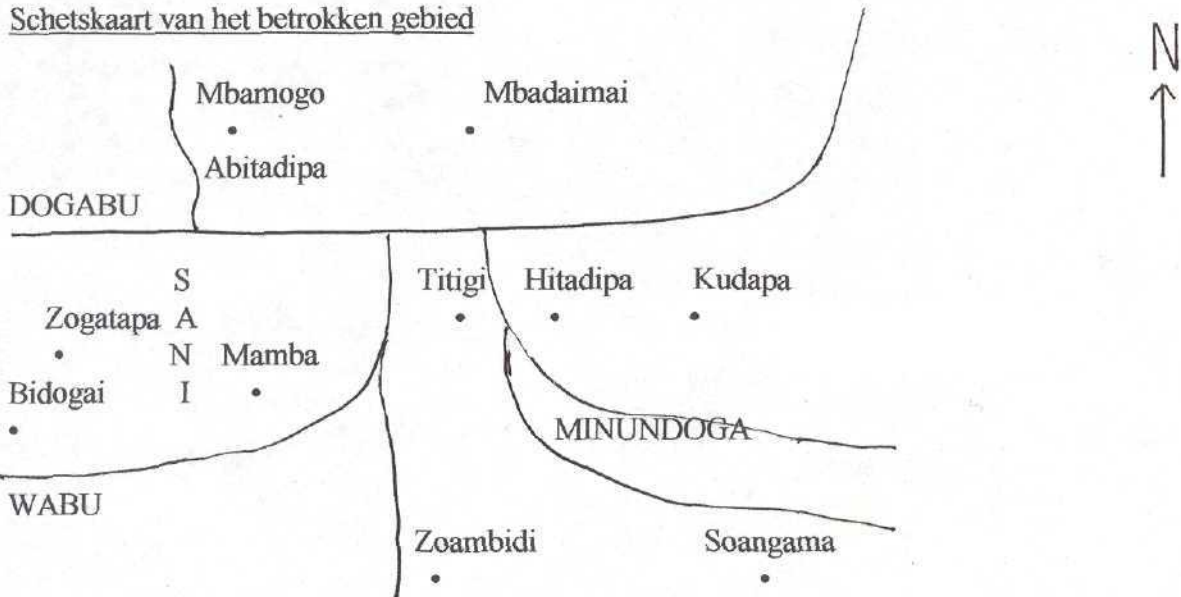 Schetskaart van het betrokken gebied
N
Mbamogo Mbadaimai
Abitadipa
DOGABU
S
A
N
I
Titigi Hitadipa Kudapa
Zogatapa
Mamba
Bidogai
MINUNDOGA
WABU
Zoambidi Soangama